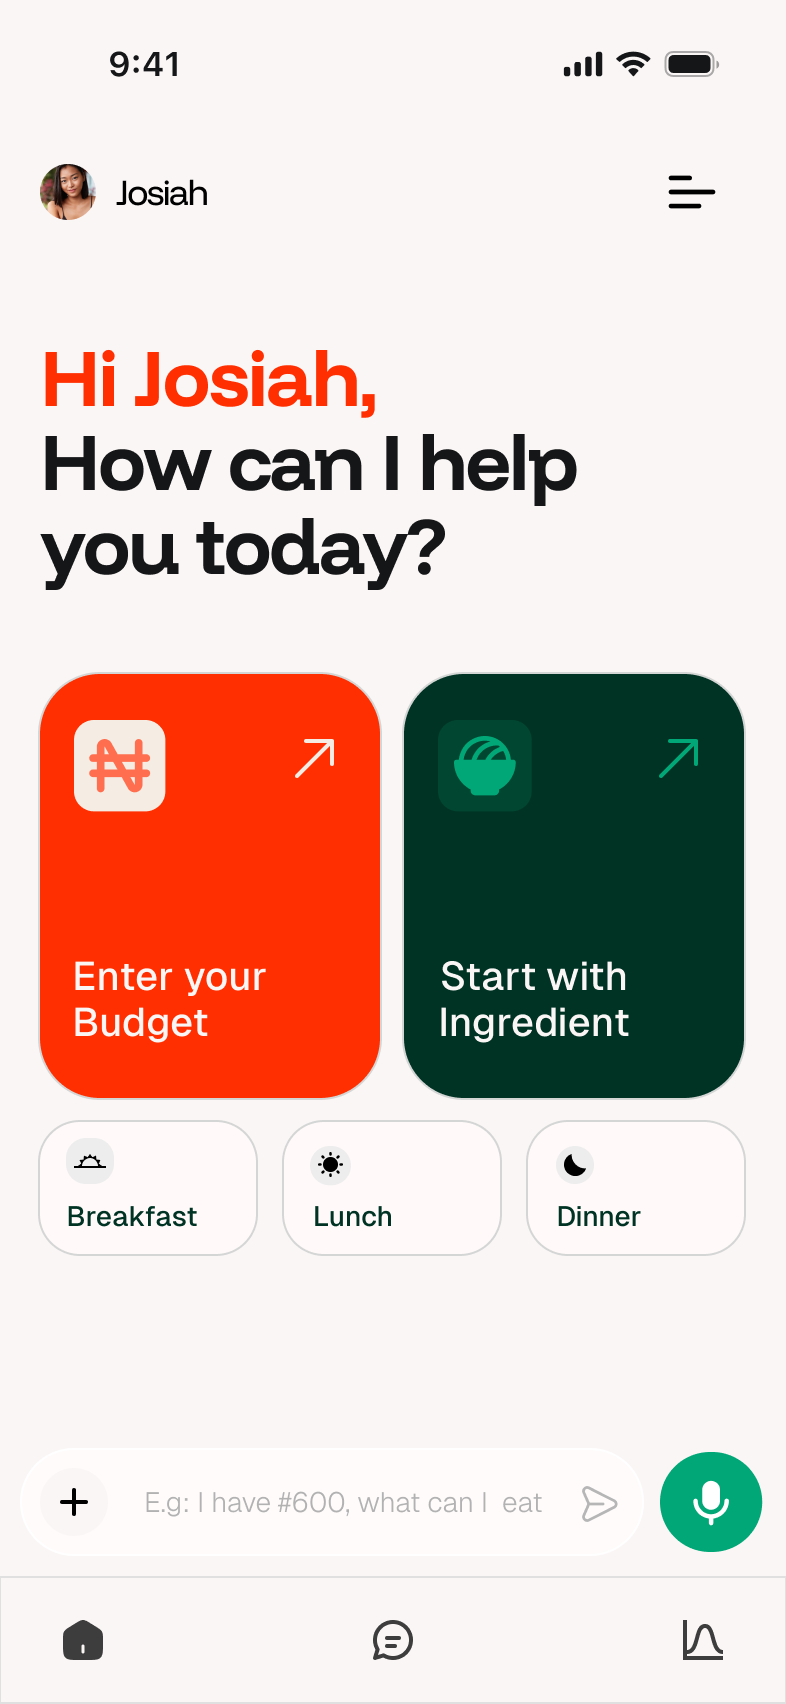 9:41
Josiah
Hi Josiah,
How can I help
you today?
₦
Enter your
Budget
Start with
Ingredient
Breakfast
Lunch
Dinner
E.g: I have #600, what can I  eat